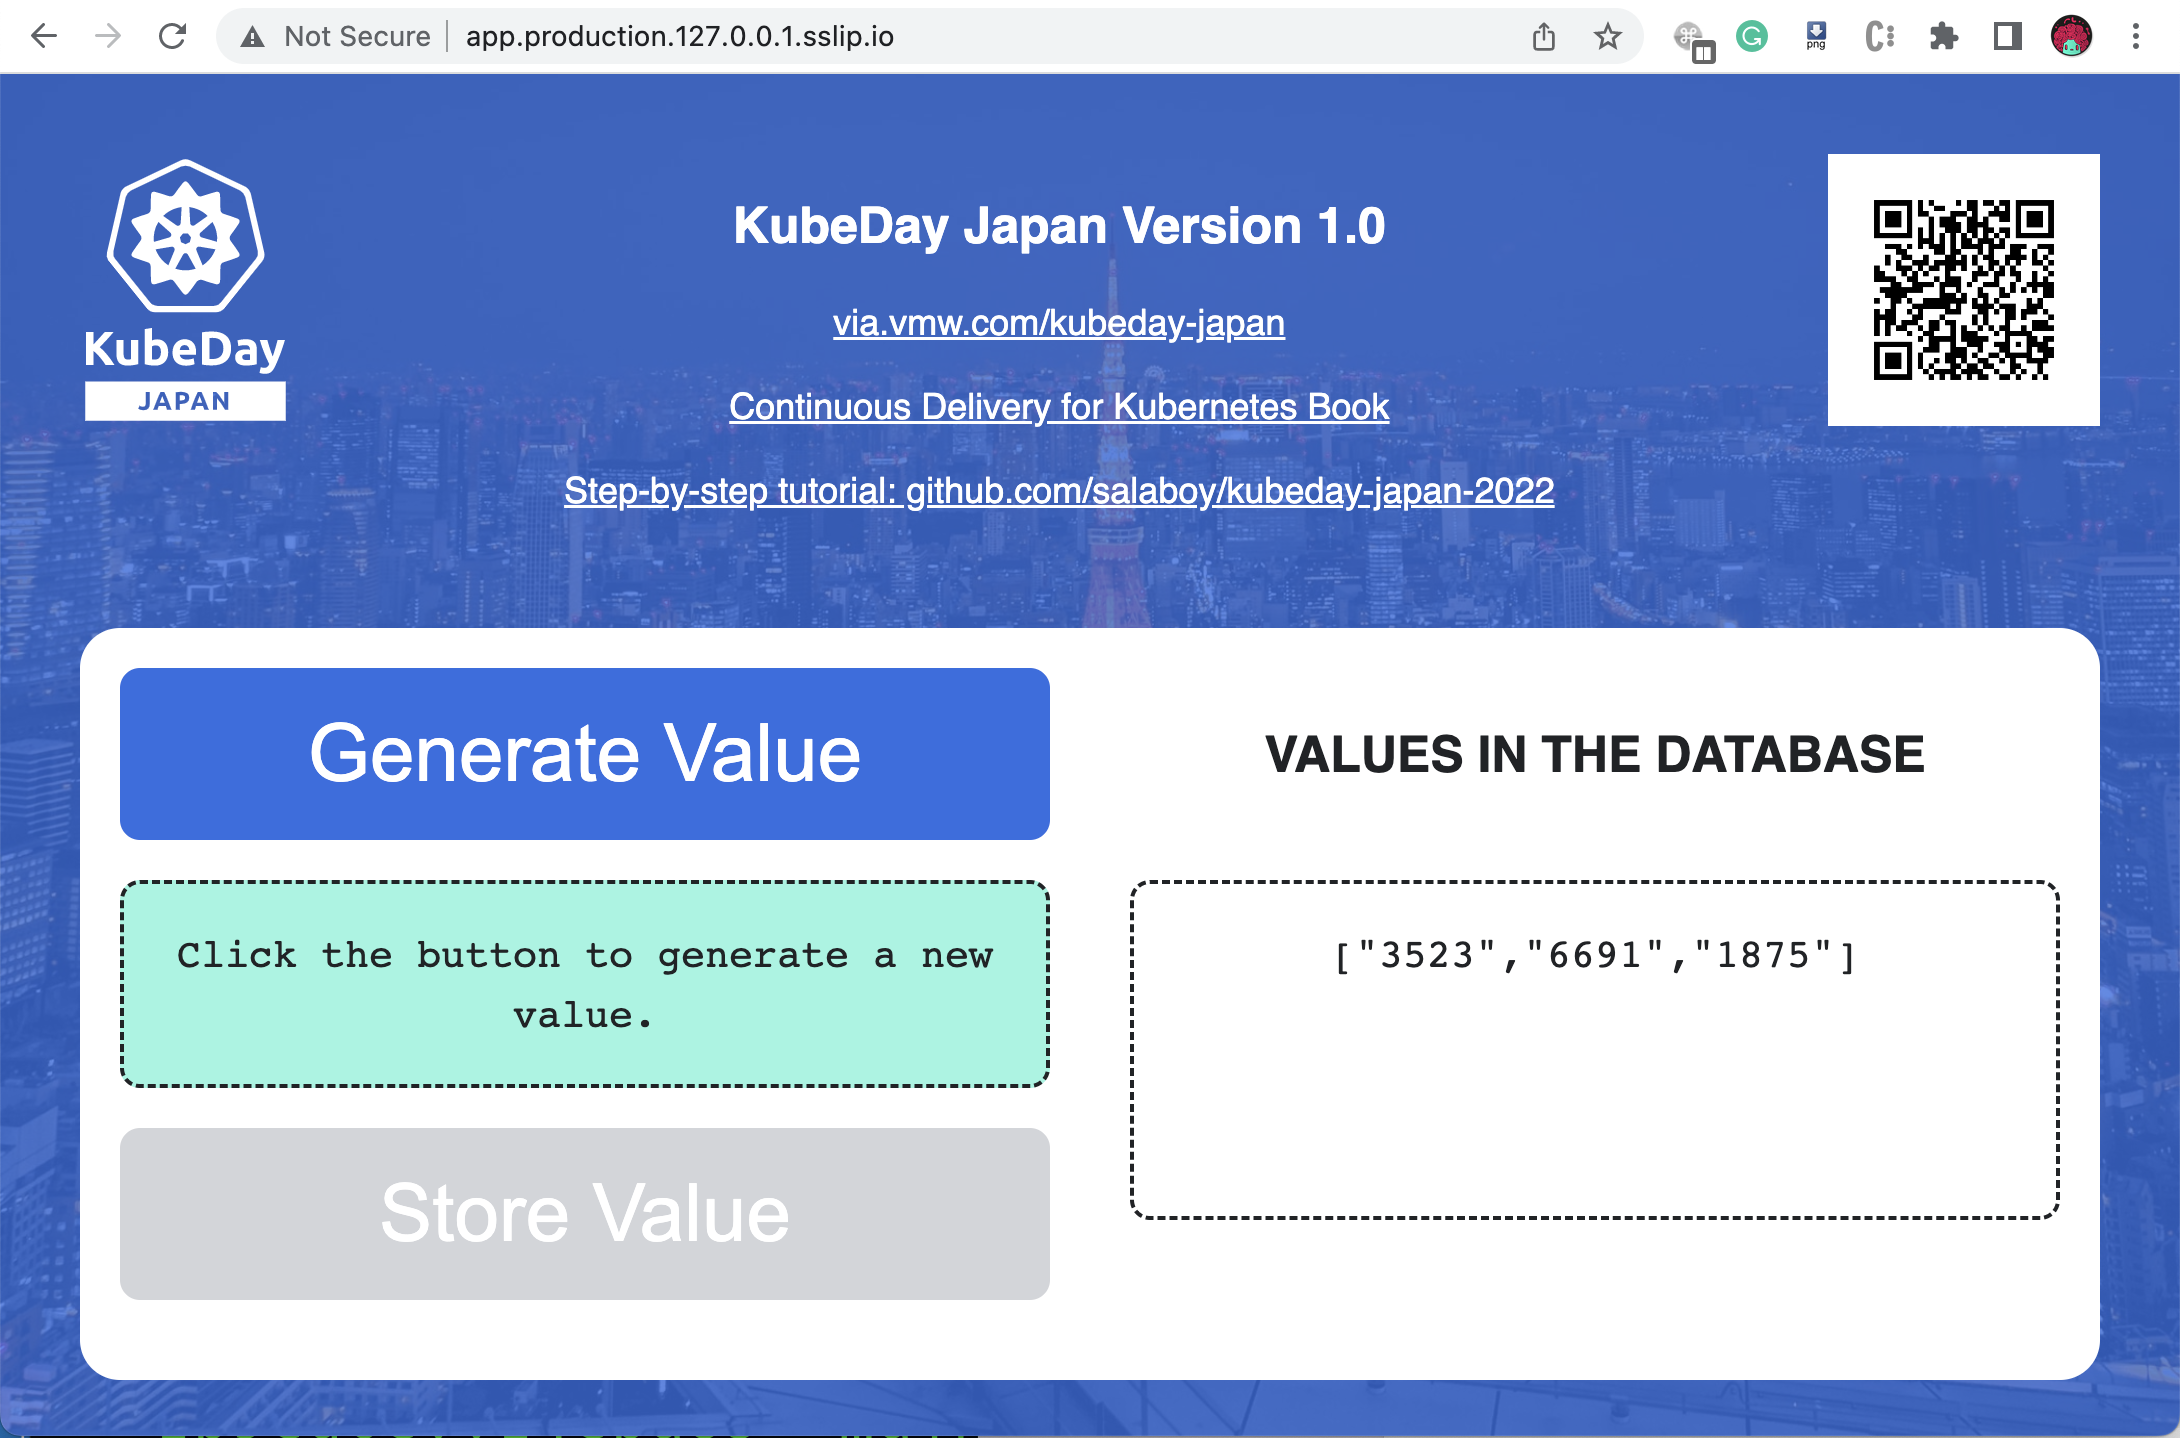 Not Secure
app.production.127.0.0.1.sslip.io
png
KubeDay
JAPAN
KubeDay Japan Version 1.0
via.vmw.com/kubeday-japan
Continuous Delivery for Kubernetes Book
Step-by-step tutorial: github.com/salaboy/kubeday-japan-2022
Generate Value
VALUES IN THE DATABASE
Click the button to generate a new
value.
["3523","6691","1875"]
Store Value